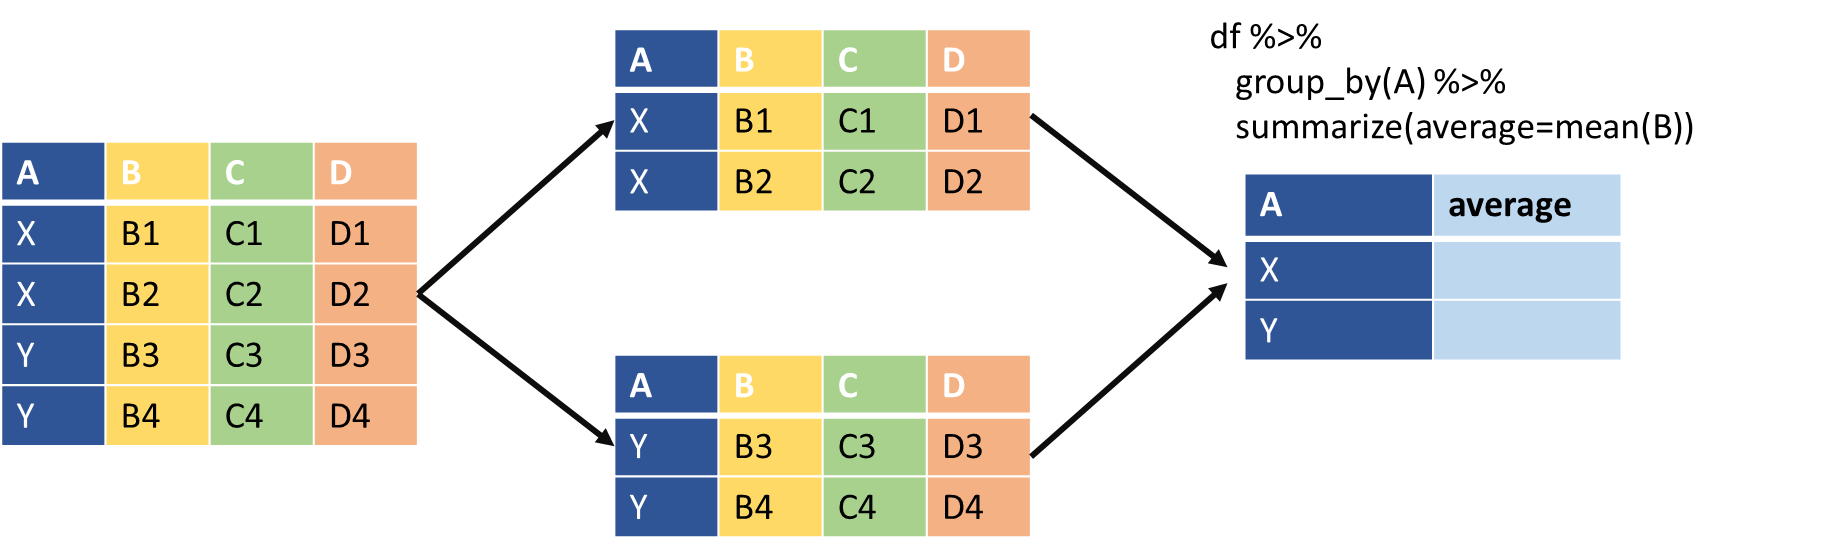 A B C D
X B1 C1 D1
X B2 C2 D2
Y B3 C3 D3
Y B4 C4 D4
A B C D
X B1 C1 D1
X B2 C2 D2
A B C D
Y B3 C3 D3
Y B4 C4 D4
df %>%
group_by(A) %>%
summarize(average=mean(B))
A average
X
Y